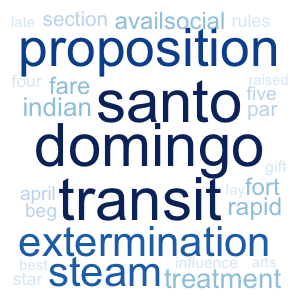 late section availsocial rules
proposition
four fare raised
indian santo five
par
domingo
gift
april transit lay fort
beg rapid
extermination
best steam influence arts
star treatment